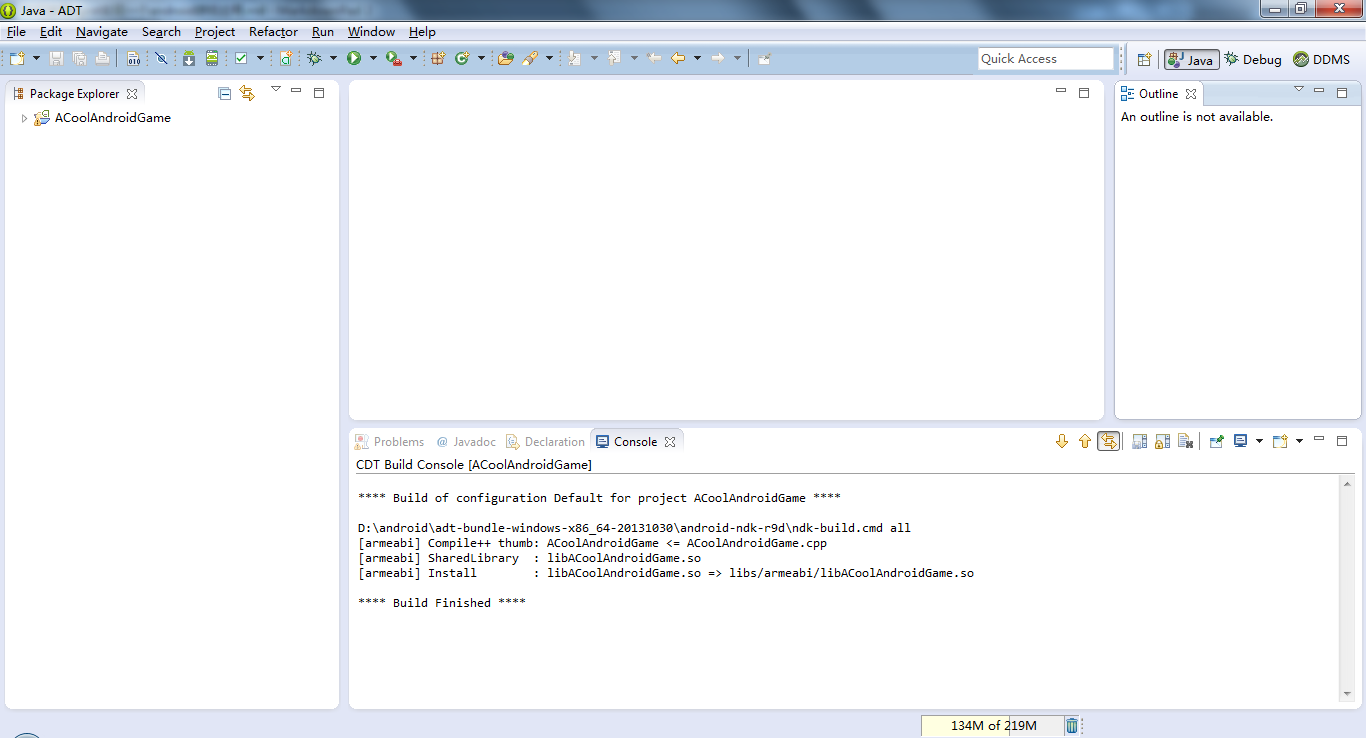 Java - ADT
File Edit Navigate Search Project Refactor Run Window Help
Quick Access
Java
Debug
DDMS
Package Explorer
ACoolAndroidGame
Outline
An outline is not available.
Problems @ Javadoc Declaration Console
CDT Build Console [ACoolAndroidGame]
**** Build of configuration Default for project ACoolAndroidGame ****
D:\android\adt-bundle-windows-x86_64-20131030\android-ndk-r9d\ndk-build.cmd all
[armeabi] Compile++ thumb: ACoolAndroidGame <= ACoolAndroidGame.cpp
[armeabi] SharedLibrary  : libACoolAndroidGame.so
[armeabi] Install        : libACoolAndroidGame.so => libs/armeabi/libACoolAndroidGame.so
**** Build Finished ****
134M of 219M